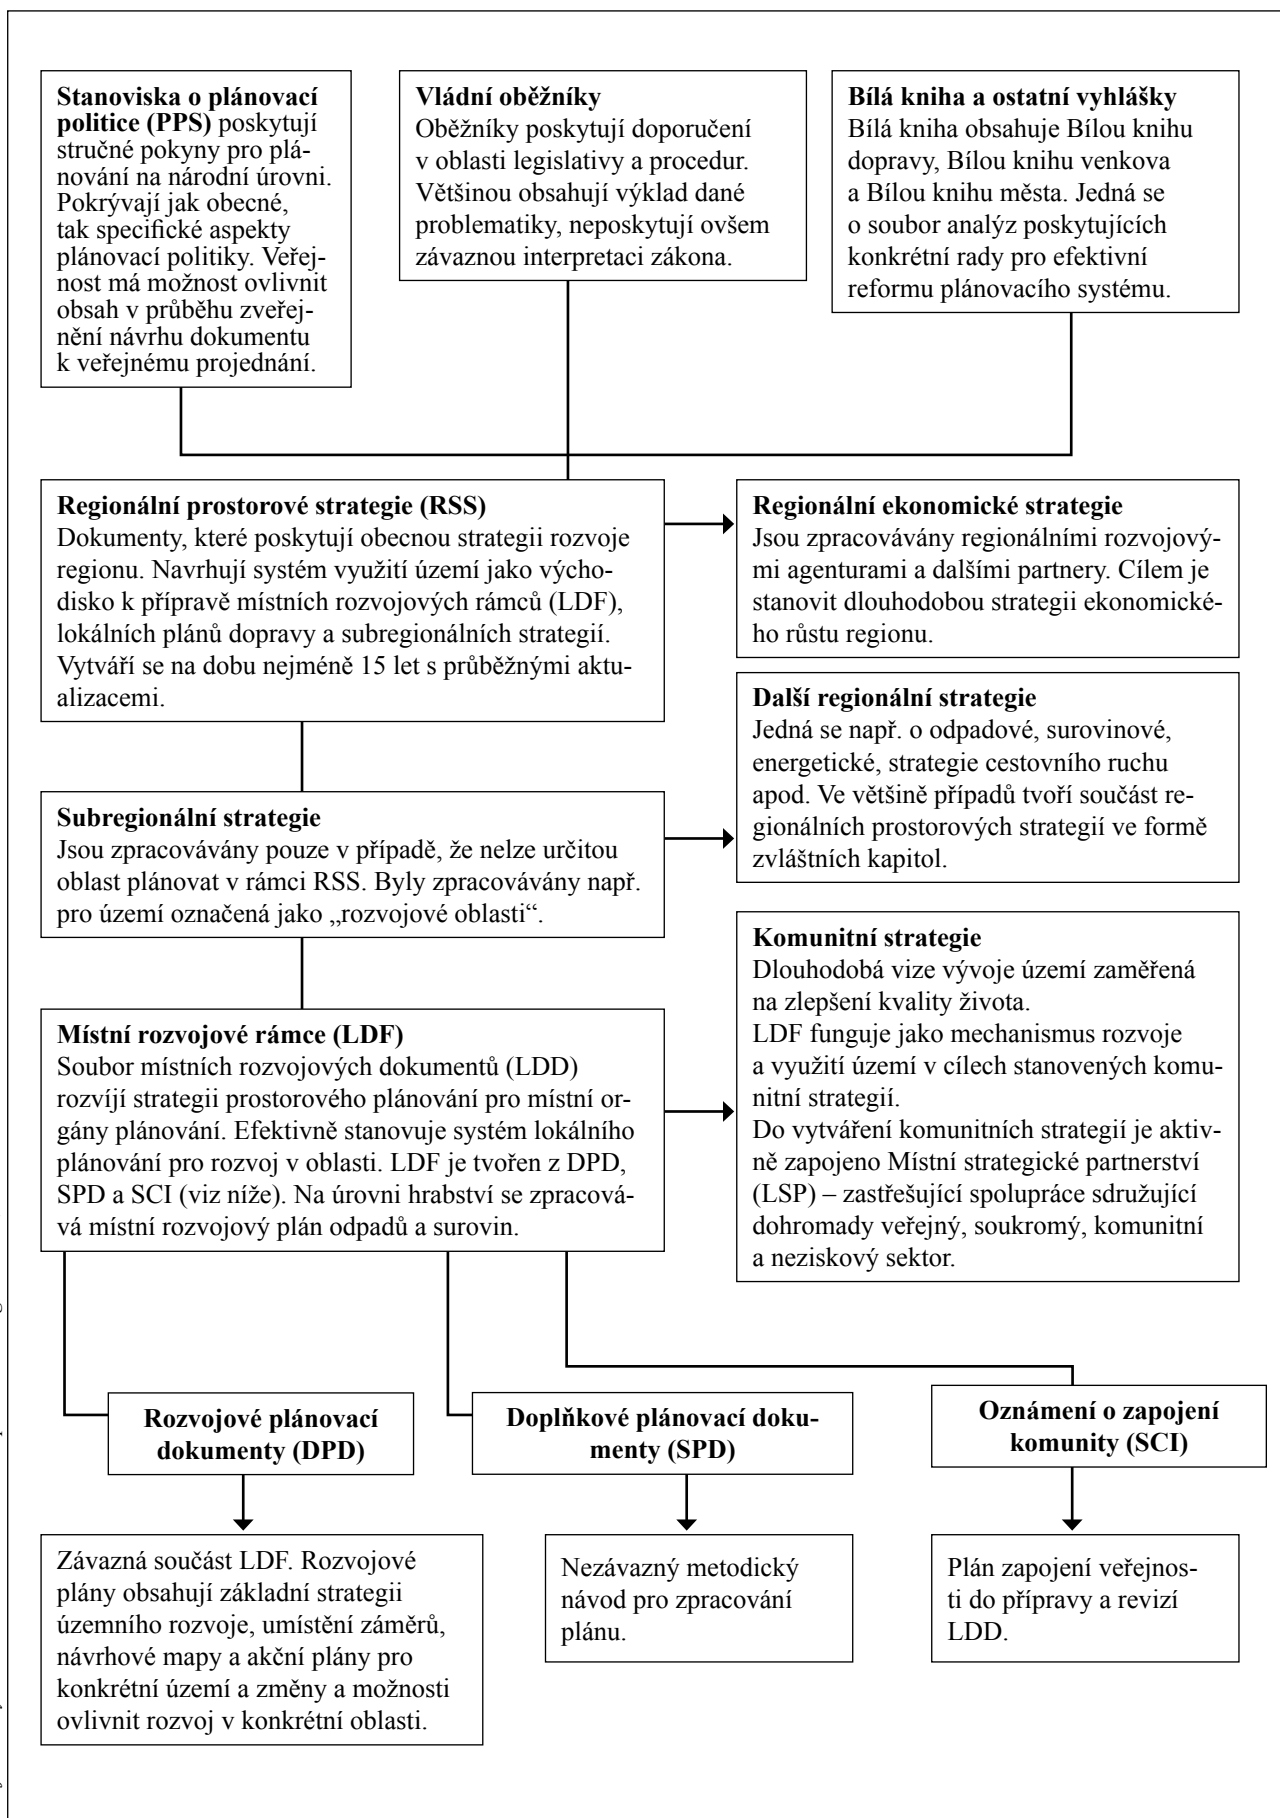 Stanoviska o plánovací
politice (PPS) poskytují
stručné pokyny pro plá-
nování na národní úrovni.
Pokrývají jak obecné,
tak specifické aspekty
plánovací politiky. Veřej-
nost má možnost ovlivnit
obsah v průběhu zveřej-
nění návrhu dokumentu
k veřejnému projednání.
Vládní oběžníky
Oběžníky poskytují doporučení
v oblasti legislativy a procedur.
Většinou obsahují výklad dané
problematiky, neposkytují ovšem
závaznou interpretaci zákona.
Bílá kniha a ostatní vyhlášky
Bílá kniha obsahuje Bílou knihu
dopravy, Bílou knihu venkova
a Bílou knihu města. Jedná se
o soubor analýz poskytujících
konkrétní rady pro efektivní
reformu plánovacího systému.
Regionální prostorové strategie (RSS)
Dokumenty, které poskytují obecnou strategii rozvoje
regionu. Navrhují systém využití území jako výcho-
disko k přípravě místních rozvojových rámců (LDF),
lokálních plánů dopravy a subregionálních strategií.
Vytváří se na dobu nejméně 15 let s průběžnými aktu-
alizacemi.
Regionální ekonomické strategie
Jsou zpracovávány regionálními rozvojový-
mi agenturami a dalšími partnery. Cílem je
stanovit dlouhodobou strategii ekonomické-
ho růstu regionu.
Další regionální strategie
Jedná se např. o odpadové, surovinové,
energetické, strategie cestovního ruchu
apod. Ve většině případů tvoří součást re-
gionálních prostorových strategií ve formě
zvláštních kapitol.
Subregionální strategie
Jsou zpracovávány pouze v případě, že nelze určitou
oblast plánovat v rámci RSS. Byly zpracovávány např.
pro území označená jako „rozvojové oblasti“.
Komunitní strategie
Dlouhodobá vize vývoje území zaměřená
na zlepšení kvality života.
LDF funguje jako mechanismus rozvoje
a využití území v cílech stanovených komu-
nitní strategií.
Do vytváření komunitních strategií je aktiv-
ně zapojeno Místní strategické partnerství
(LSP) – zastřešující spolupráce sdružující
dohromady veřejný, soukromý, komunitní
a neziskový sektor.
Místní rozvojové rámce (LDF)
Soubor místních rozvojových dokumentů (LDD)
rozvíjí strategii prostorového plánování pro místní or-
gány plánování. Efektivně stanovuje systém lokálního
plánování pro rozvoj v oblasti. LDF je tvořen z DPD,
SPD a SCI (viz níže). Na úrovni hrabství se zpracová-
vá místní rozvojový plán odpadů a surovin.
Rozvojové plánovací
dokumenty (DPD)
Doplňkové plánovací doku-
menty (SPD)
Oznámení o zapojení
komunity (SCI)
Závazná součást LDF. Rozvojové
plány obsahují základní strategii
územního rozvoje, umístění záměrů,
návrhové mapy a akční plány pro
konkrétní území a změny a možnosti
ovlivnit rozvoj v konkrétní oblasti.
Nezávazný metodický
návod pro zpracování
plánu.
Plán zapojení veřejnos-
ti do přípravy a revizí
LDD.